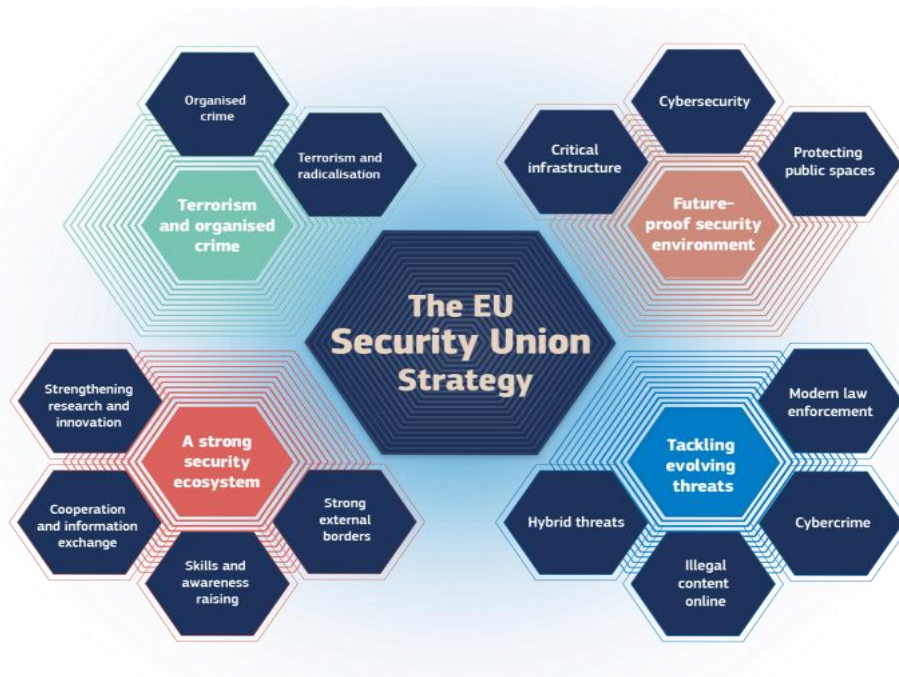 Organised
crime
Terrorism and
radicalisation
Terrorism
and organised
crime
Cybersecurity
Critical
infrastructure
Protecting
public spaces
Future-
proof security
environment
The EU
Security Union
Strategy
Strengthening
research and
innovation
A strong
security
ecosystem
Cooperation
and information
exchange
Strong
external
borders
Skills and
awareness
raising
Modern law
enforcement
Tackling
evolving
threats
Hybrid threats
Cybercrime
Illegal
content
online